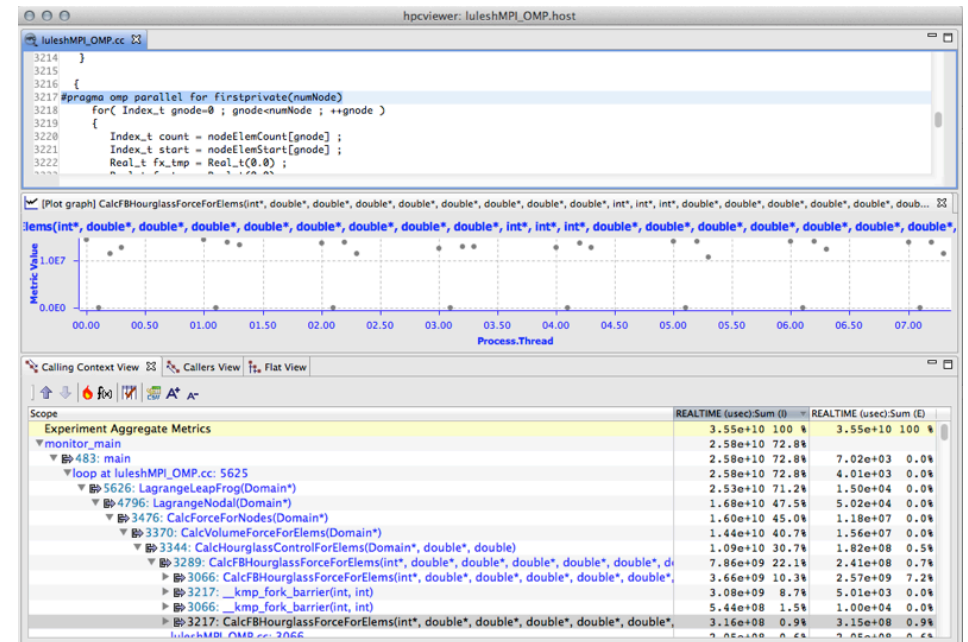 hpcviewer: luleshMPI_OMP.host
luleshMPI_OMP.cc
3214 }
3215
3216 {
3217 #pragma omp parallel for firstprivate(numNode)
3218 for( Index_t gnode=0 ; gnode<numNode ; ++gnode )
3219 {
3220 Index_t count = nodeElemCount[gnode] ;
3221 Index_t start = nodeElemStart[gnode] ;
3222 Real_t fx_tmp = Real_t(0.0) ;
[Plot graph] CalcFBHourglassForceForElems(int*, double*, double*, double*, double*, double*, double*, int*, int*, int*, double*, double*, double*, double*, double*, doub...
Elems(int*, double*, double*, double*, double*, double*, double*, double*, int*, int*, int*, double*, double*, double*, double*, double*, double*, double*,
Metric Value
1.0E7
0.0E0
00.00 00.50 01.00 01.50 02.00 02.50 03.00 03.50 04.00 04.50 05.00 05.50 06.00 06.50 07.00
Process.Thread
Calling Context View Callers View Flat View
f(x) A+ A-
Scope REALTIME (usec):Sum (I) REALTIME (usec):Sum (E)
Experiment Aggregate Metrics 3.55e+10 100 % 3.55e+10 100 %
monitor_main 2.58e+10 72.8%
483: main 2.58e+10 72.8% 7.02e+03 0.0%
loop at luleshMPI_OMP.cc: 5625 2.58e+10 72.8% 4.01e+03 0.0%
5626: LagrangeLeapFrog(Domain*) 2.53e+10 71.2% 1.50e+04 0.0%
4796: LagrangeNodal(Domain*) 1.68e+10 47.5% 5.02e+04 0.0%
3476: CalcForceForNodes(Domain*) 1.60e+10 45.0% 1.18e+07 0.0%
3370: CalcVolumeForceForElems(Domain*) 1.44e+10 40.7% 1.56e+07 0.0%
3344: CalcHourglassControlForElems(Domain*, double*, double) 1.09e+10 30.7% 1.82e+08 0.5%
3289: CalcFBHourglassForceForElems(int*, double*, double*, double*, double*, d 7.86e+09 22.1% 2.41e+08 0.7%
3066: CalcFBHourglassForceForElems(int*, double*, double*, double*, double*, 3.66e+09 10.3% 2.57e+09 7.2%
3217: __kmp_fork_barrier(int, int) 3.08e+09 8.7% 5.01e+03 0.0%
3066: __kmp_fork_barrier(int, int) 5.44e+08 1.5% 1.00e+04 0.0%
3217: CalcFBHourglassForceForElems(int*, double*, double*, double*, double*, 3.16e+08 0.9% 3.15e+08 0.9%
luleshMPI_OMP.cc: 3066